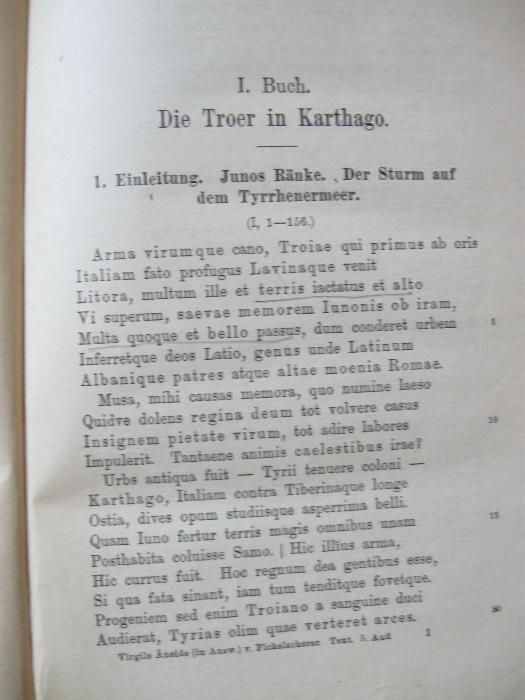 I. Buch.
Die Troer in Karthago.
1. Einleitung. Junos Ränke. Der Sturm auf
dem Tyrrhenermeer.
(I, 1—156.)
Arma virumque cano, Troiae qui primus ab oris
Italiam fato profugus Lavinaque venit
Litora, multum ille et terris iactatus et alto
Vi superum, saevae memorem Iunonis ob iram,
Multa quoque et bello passus, dum conderet urbem 5
Inferretque deos Latio, genus unde Latinum
Albanique patres atque altae moenia Romae.
Musa, mihi causas memora, quo numine laeso
Quidve dolens regina deum tot volvere casus
Insignem pietate virum, tot adire labores 10
Impulerit. Tantaene animis caelestibus irae?
Urbs antiqua fuit — Tyrii tenuere coloni —
Karthago, Italiam contra Tiberinaque longe
Ostia, dives opum studiisque asperrima belli.
Quam Iuno fertur terris magis omnibus unam 15
Posthabita coluisse Samo. | Hic illius arma,
Hic currus fuit. Hoc regnum dea gentibus esse,
Si qua fata sinant, iam tum tenditque fovetque.
Progeniem sed enim Troiano a sanguine duci
Audierat, Tyrias olim quae verteret arces. 20
Virgils Äneïde (in Ausw.) v. Fickelscherer. Text. 5. Aufl 1